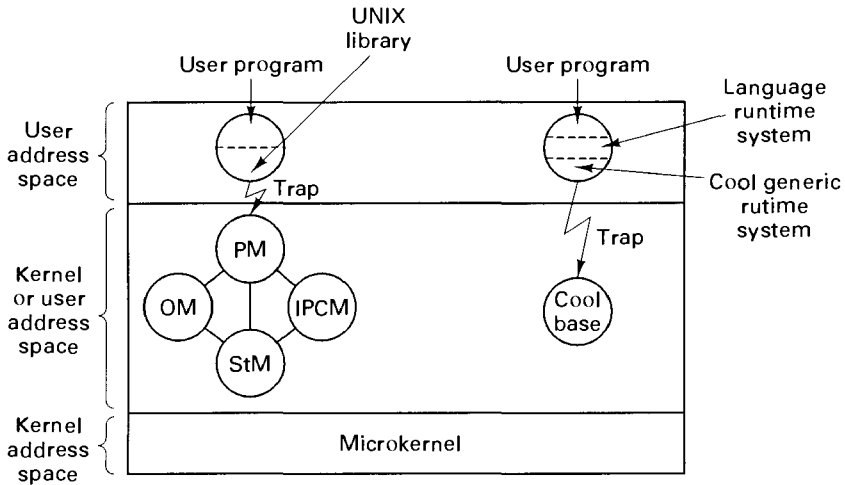 UNIX
library
User program
User program
Language
runtime
system
User
address
space
Trap
Cool generic
rutime
system
Trap
PM
Kernel
or user
address
space
OM
IPCM
Cool
base
StM
Kernel
address
space
Microkernel